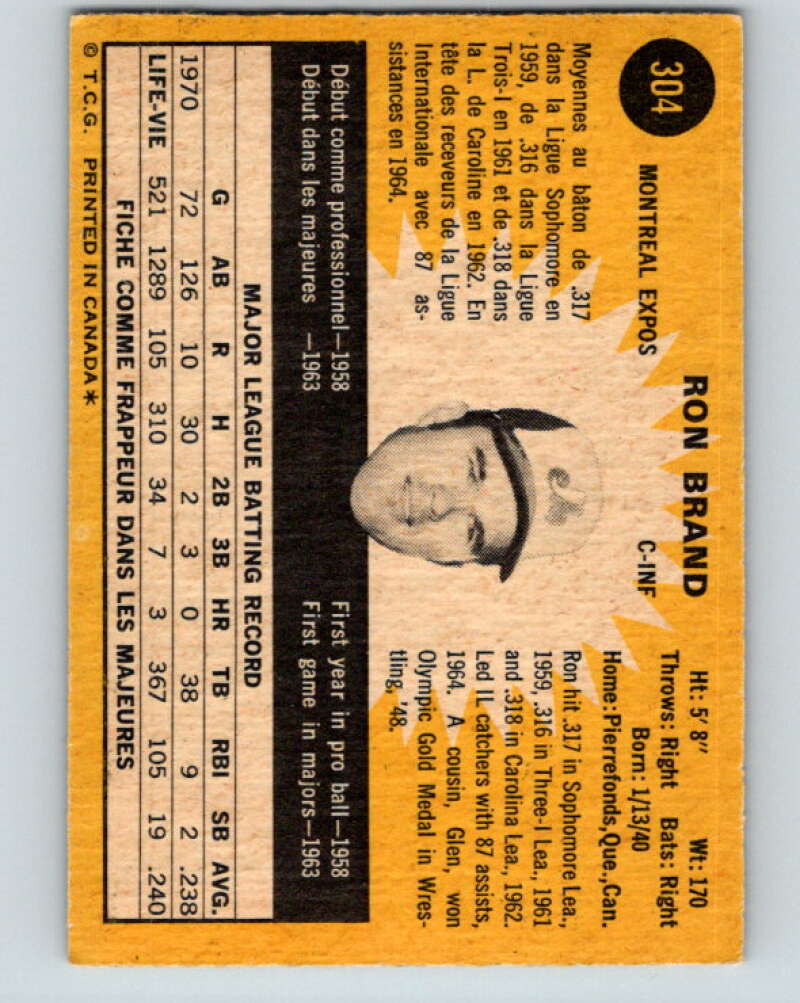 304
RON BRAND
MONTREAL EXPOS
C-INF
Ht: 5' 8" Wt: 170
Throws: Right Bats: Right
Born: 1/13/40
Home: Pierrefonds, Que., Can.
Moyennes au bâton de .317
dans la Ligue Sophomore en
1959, de .316 dans la Ligue
Trois-I en 1961 et de .318 dans
la L. de Caroline en 1962. En
tête des receveurs de la Ligue
Internationale avec 87 as-
sistances en 1964.
Ron hit .317 in Sophomore Lea.,
1959, .316 in Three-I Lea., 1961
and .318 in Carolina Lea., 1962.
Led IL catchers with 87 assists,
1964. A cousin, Glen, won
Olympic Gold Medal in Wres-
tling, '48.
Début comme professionnel—1958
Début dans les majeures —1963
First year in pro ball—1958
First game in majors—1963
MAJOR LEAGUE BATTING RECORD
G AB R H 2B 3B HR TB RBI SB AVG.
1970 72 126 10 30 2 3 0 38 9 2 .238
LIFE-VIE 521 1289 105 310 34 7 3 367 105 19 .240
FICHE COMME FRAPPEUR DANS LES MAJEURES
© T.C.G. PRINTED IN CANADA*